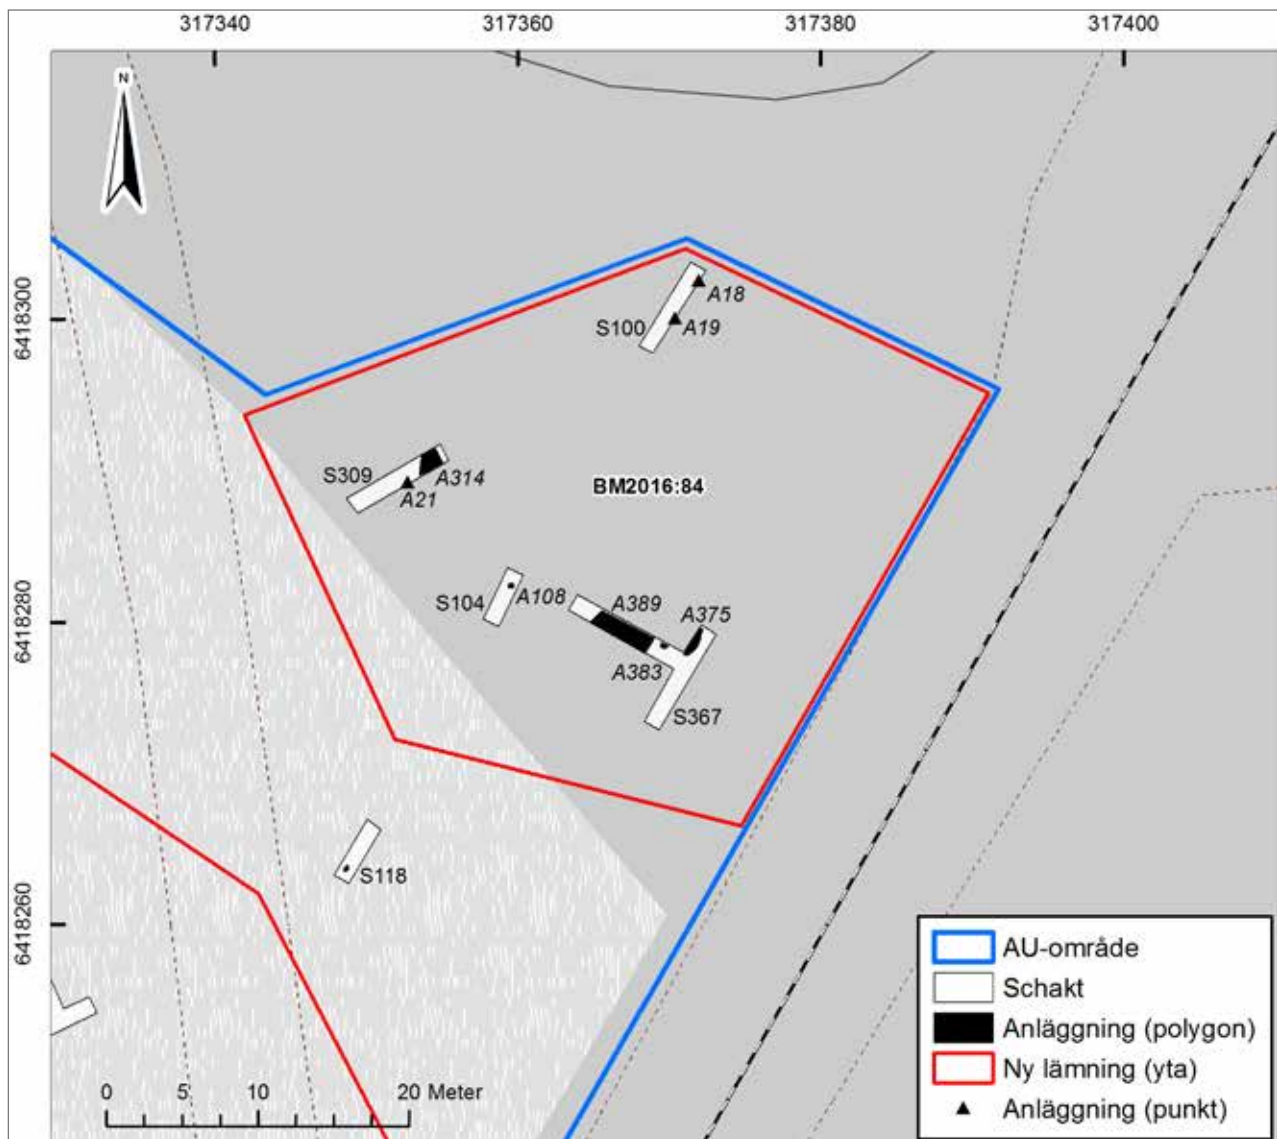 317340 317360 317380 317400
N
6418300
A18
S100 A19
S309 A314
A21
BM2016:84
6418280
S104 A108 A389 A375
A383
S367
S118
6418260
AU-område
Schakt
Anläggning (polygon)
Ny lämning (yta)
Anläggning (punkt)
0 5 10 20 Meter